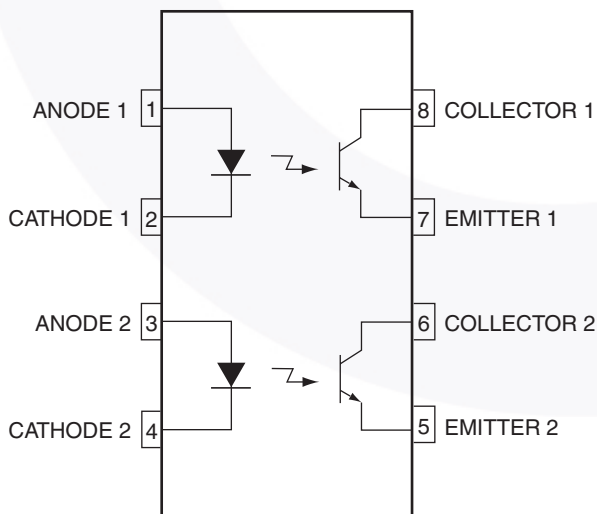 ANODE 1 1 8 COLLECTOR 1
CATHODE 1 2 7 EMITTER 1
ANODE 2 3 6 COLLECTOR 2
CATHODE 2 4 5 EMITTER 2